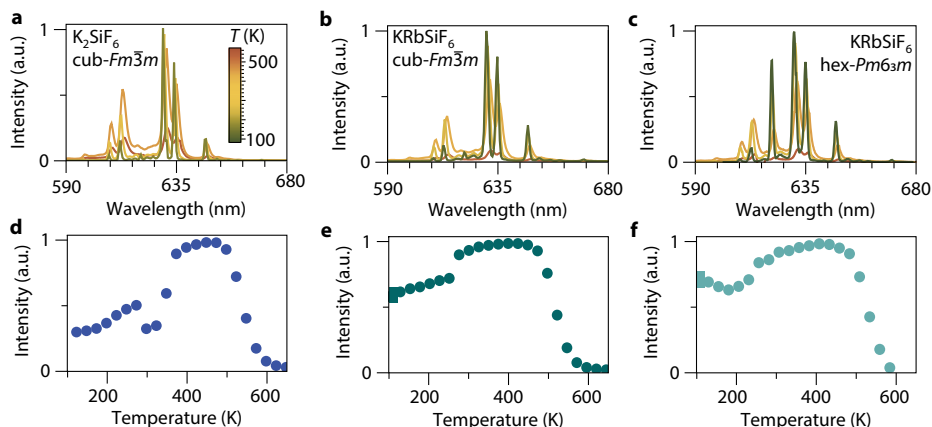 a
K₂SiF₆
cub-Fm3̅m
T (K)
500
100
Intensity (a.u.)
1
0
590
635
680
Wavelength (nm)
b
KRbSiF₆
cub-Fm3̅m
Intensity (a.u.)
1
0
590
635
680
Wavelength (nm)
c
KRbSiF₆
hex-Pm6₃m
Intensity (a.u.)
1
0
590
635
680
Wavelength (nm)
d
Intensity (a.u.)
1
0
200
400
600
Temperature (K)
e
Intensity (a.u.)
1
0
200
400
600
Temperature (K)
f
Intensity (a.u.)
1
0
200
400
600
Temperature (K)